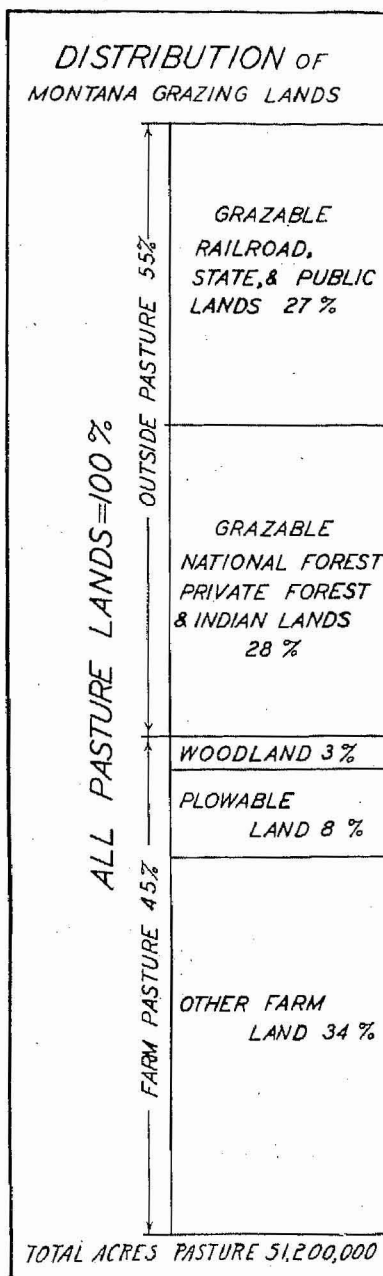 DISTRIBUTION OF
MONTANA GRAZING LANDS
ALL PASTURE LANDS=100%
OUTSIDE PASTURE 55%
GRAZABLE
RAILROAD,
STATE,& PUBLIC
LANDS 27 %
GRAZABLE
NATIONAL FOREST
PRIVATE FOREST
& INDIAN LANDS
28 %
FARM PASTURE 45%
WOODLAND 3%
PLOWABLE
LAND 8 %
OTHER FARM
LAND 34 %
TOTAL ACRES PASTURE 51,200,000